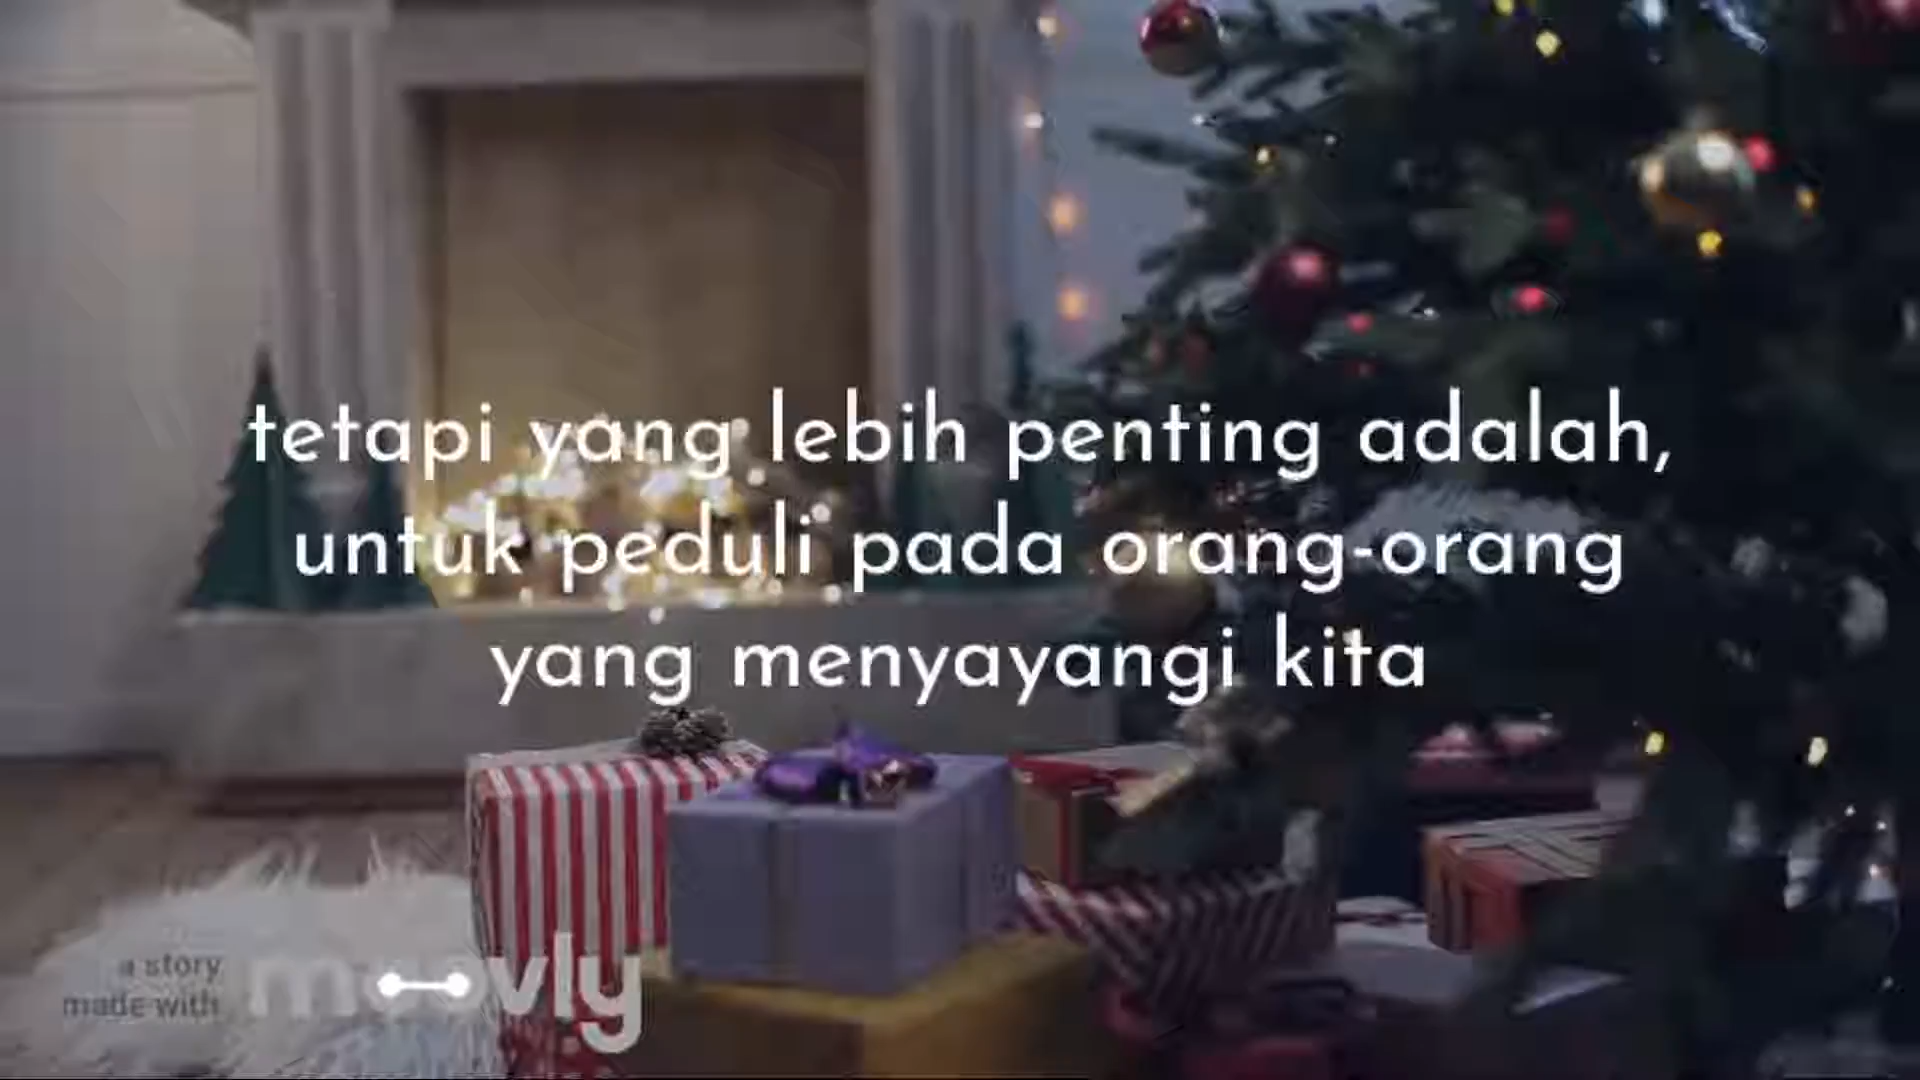 tetapi yang lebih penting adalah,
untuk peduli pada orang-orang
yang menyayangi kita
a story
made with
moovly